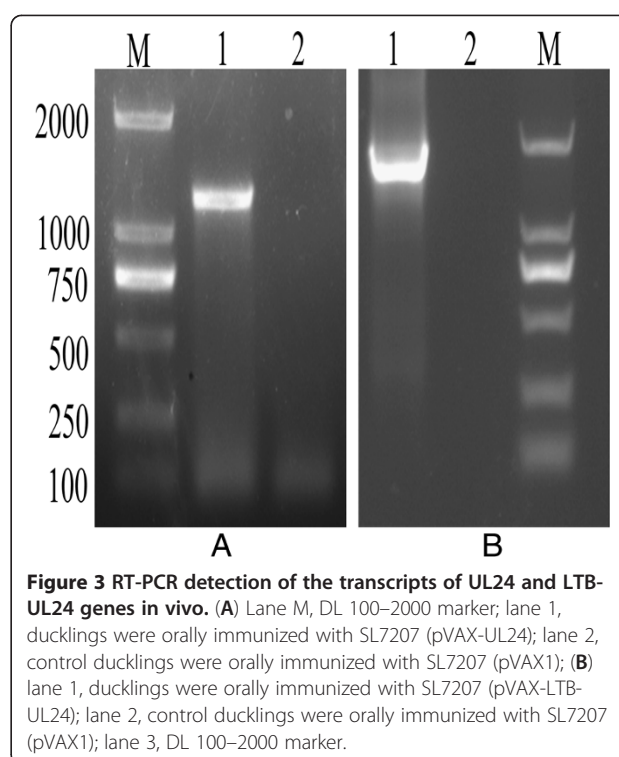 M 1 2 1 2 M
2000
1000
750
500
250
100
A B
Figure 3 RT-PCR detection of the transcripts of UL24 and LTB-
UL24 genes in vivo. (A) Lane M, DL 100–2000 marker; lane 1,
ducklings were orally immunized with SL7207 (pVAX-UL24); lane 2,
control ducklings were orally immunized with SL7207 (pVAX1); (B)
lane 1, ducklings were orally immunized with SL7207 (pVAX-LTB-
UL24); lane 2, control ducklings were orally immunized with SL7207
(pVAX1); lane 3, DL 100–2000 marker.